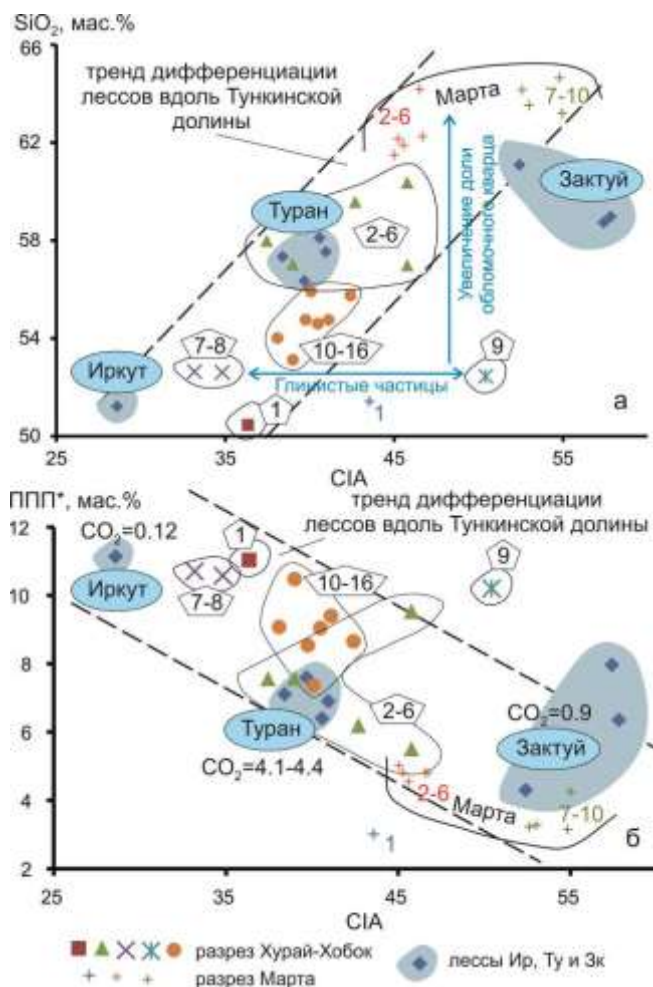 SiO₂, мас.%
66
62
58
54
50
тренд дифференциации
лессов вдоль Тункинской
долины
Марта
2-6
7-10
Туран
Зактуй
2-6
Увеличение доли
обломочного кварца
7-8
10-16
9
Иркут
Глинистые частицы
1
1
а
25
35
45
55
CIA
ППП*, мас.%
12
10
8
6
4
2
тренд дифференциации
лессов вдоль Тункинской долины
CO₂=0.12
1
9
10-16
Иркут
7-8
2-6
CO₂=0.9
Туран
Зактуй
CO₂=4.1-4.4
2-6
Марта
7-10
1
б
25
35
45
55
CIA
разрез Хурай-Хобок
лессы Ир, Ту и Зк
разрез Марта